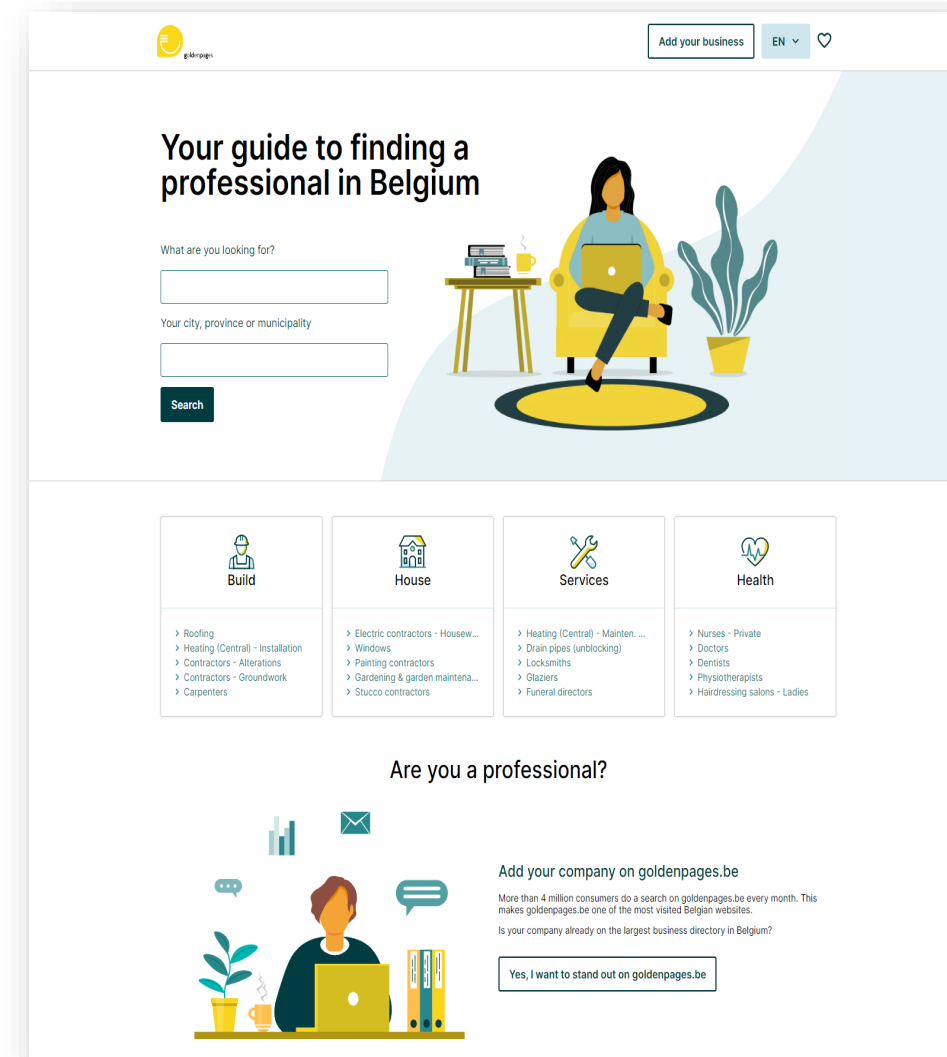 goldenpages
Add your business
EN
Your guide to finding a
professional in Belgium
What are you looking for?
Your city, province or municipality
Search
Build
Roofing
Heating (Central) - Installation
Contractors - Alterations
Contractors - Groundwork
Carpenters
House
Electric contractors - Housew...
Windows
Painting contractors
Gardening & garden maintena...
Stucco contractors
Services
Heating (Central) - Mainten. ...
Drain pipes (unblocking)
Locksmiths
Glaziers
Funeral directors
Health
Nurses - Private
Doctors
Dentists
Physiotherapists
Hairdressing salons - Ladies
Are you a professional?
Add your company on goldenpages.be
More than 4 million consumers do a search on goldenpages.be every month. This
makes goldenpages.be one of the most visited Belgian websites.
Is your company already on the largest business directory in Belgium?
Yes, I want to stand out on goldenpages.be